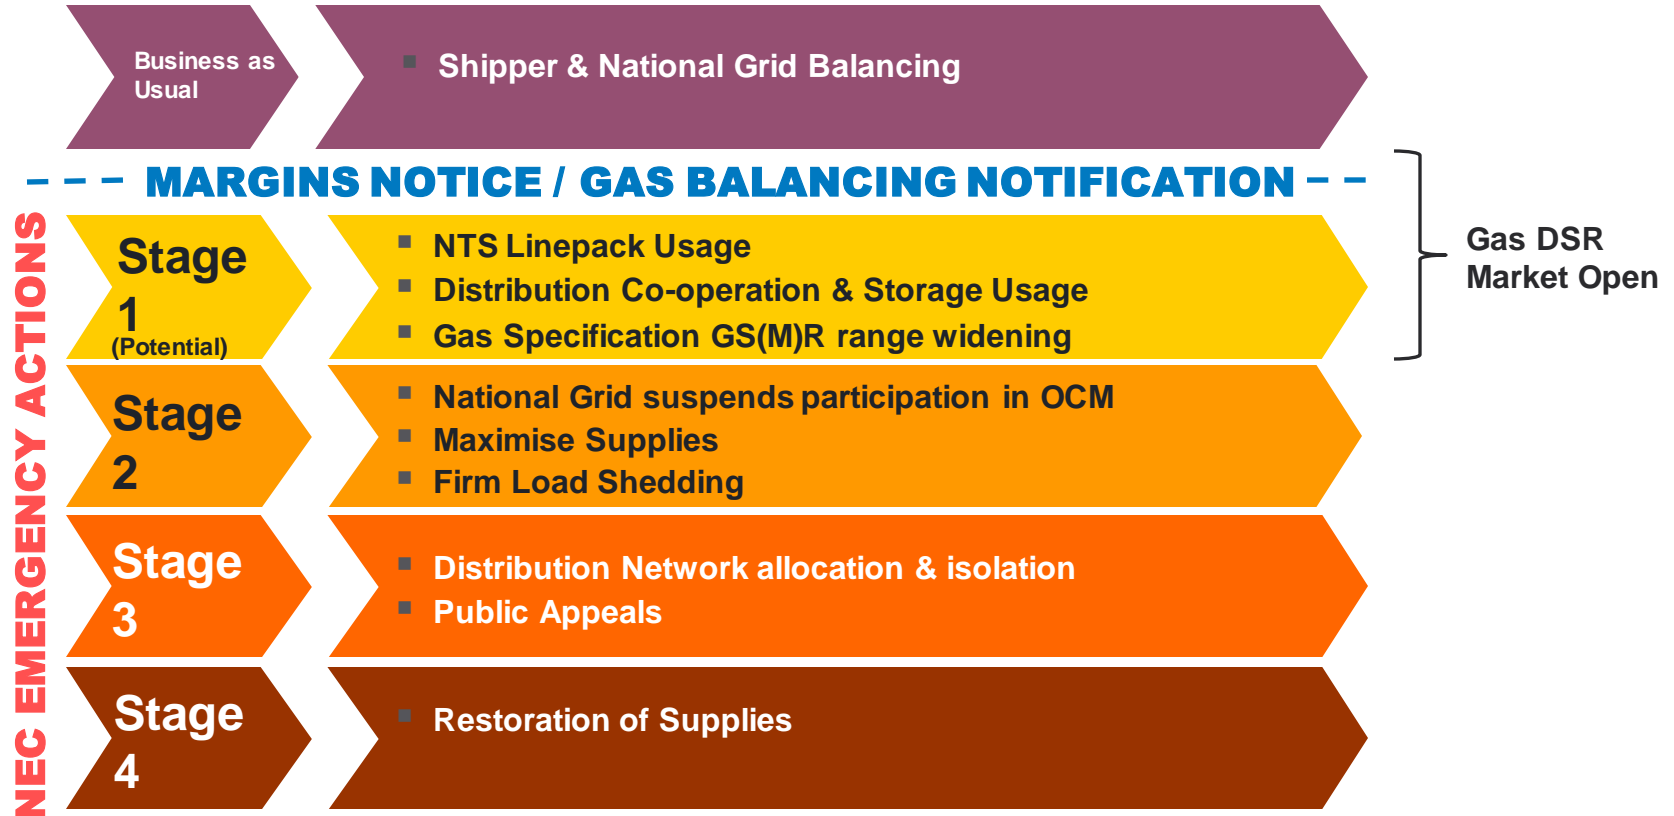 Business as
Usual
▪ Shipper & National Grid Balancing
MARGINS NOTICE / GAS BALANCING NOTIFICATION
Gas DSR
Market Open
NEC EMERGENCY ACTIONS
Stage
1
(Potential)
▪ NTS Linepack Usage
▪ Distribution Co-operation & Storage Usage
▪ Gas Specification GS(M)R range widening
Stage
2
▪ National Grid suspends participation in OCM
▪ Maximise Supplies
▪ Firm Load Shedding
Stage
3
▪ Distribution Network allocation & isolation
▪ Public Appeals
Stage
4
▪ Restoration of Supplies